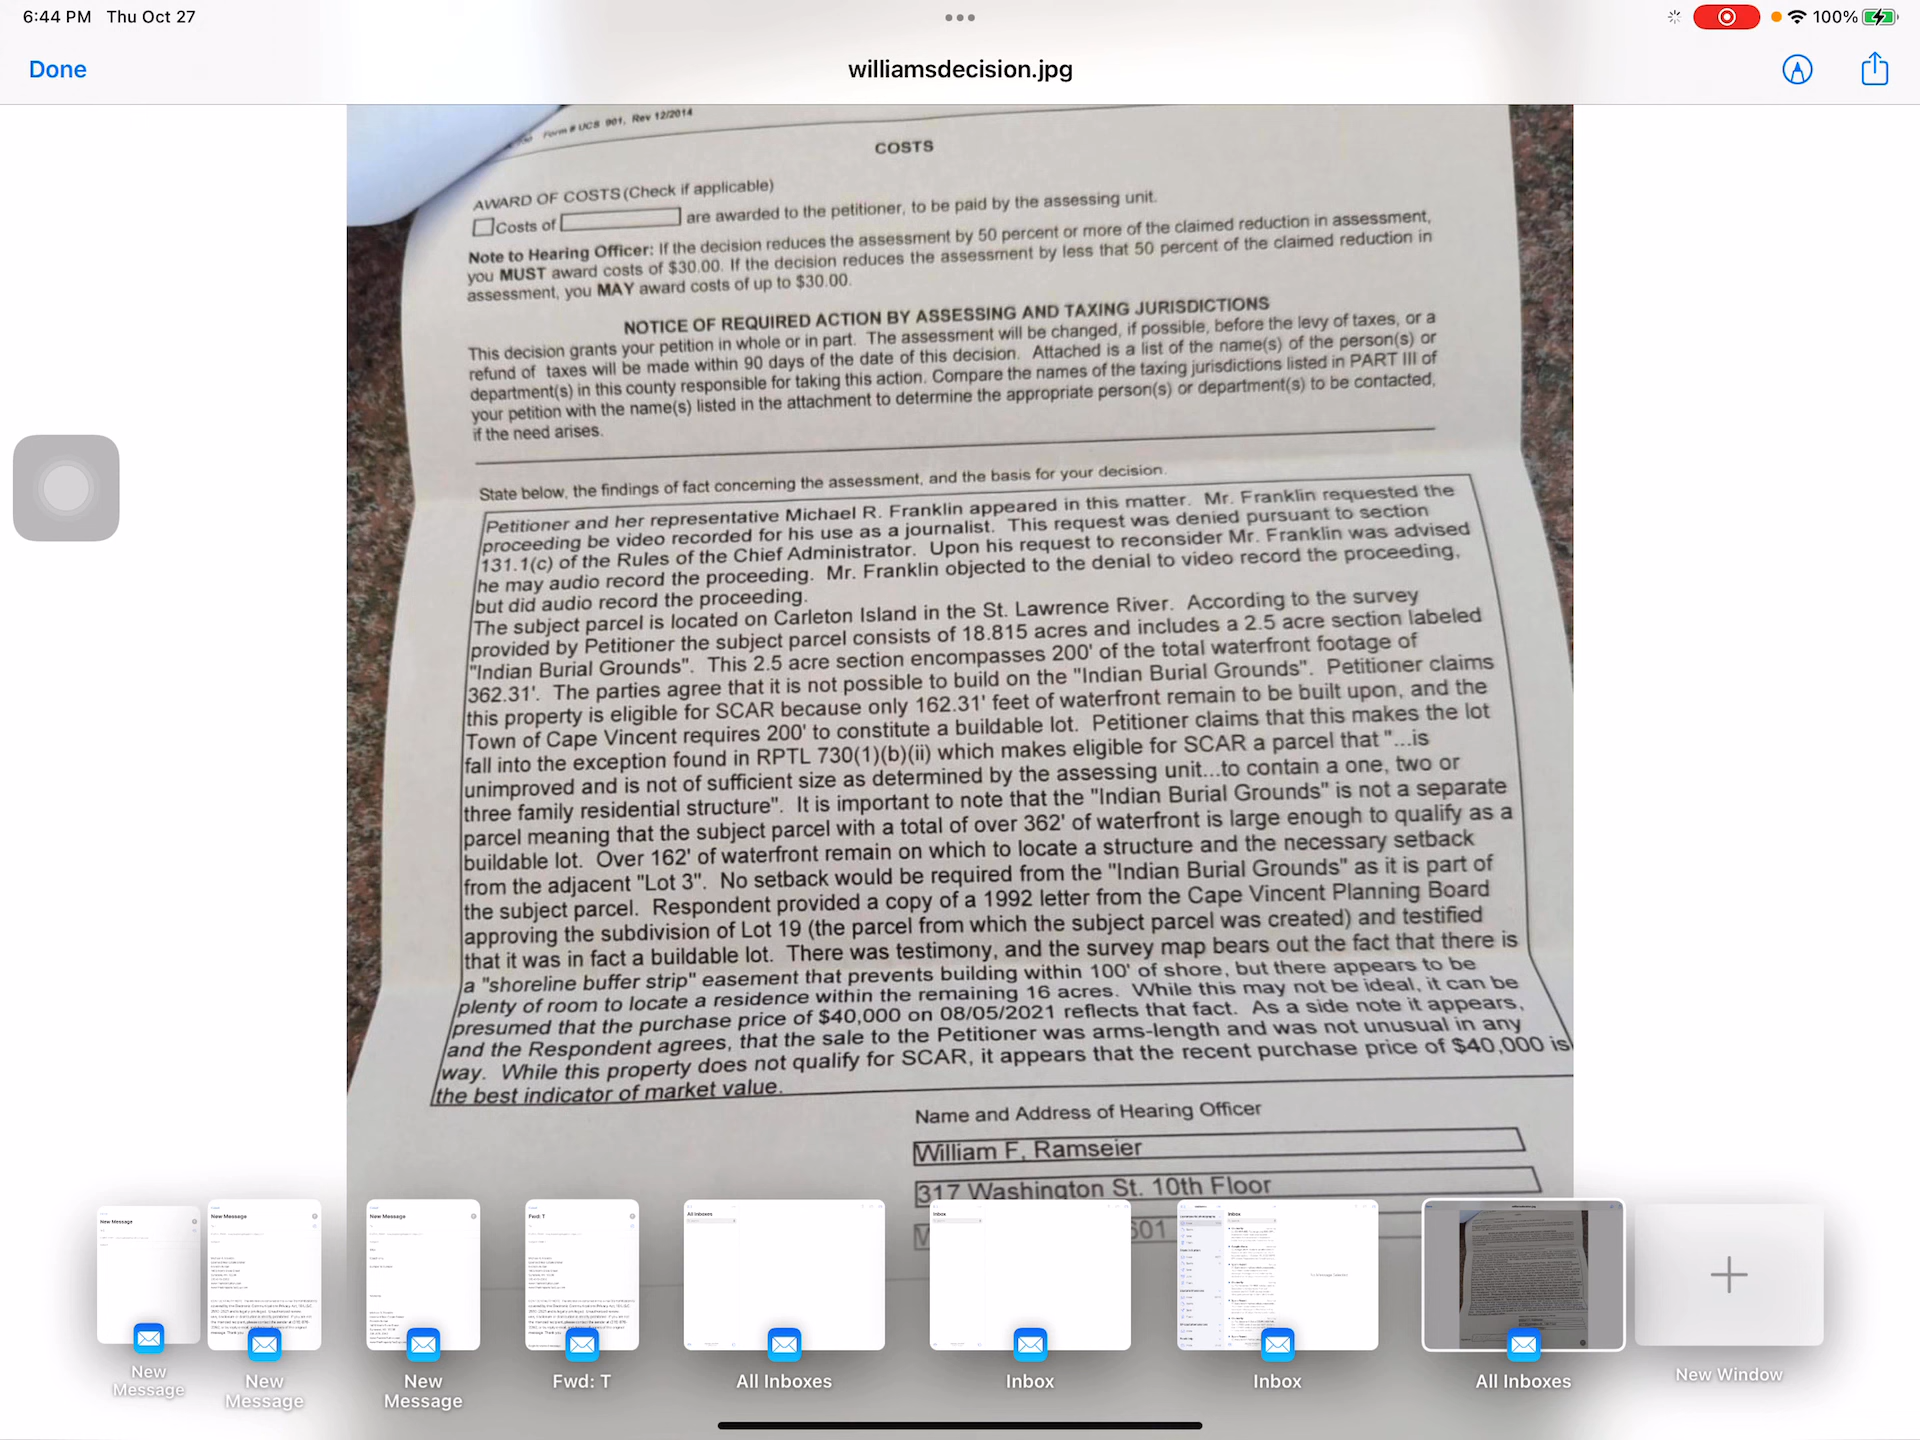 6:44 PM Thu Oct 27
100%
Done
williamsdecision.jpg
Form # UCS 901, Rev 12/2014
COSTS
AWARD OF COSTS (Check if applicable)
Costs of are awarded to the petitioner, to be paid by the assessing unit.
Note to Hearing Officer: If the decision reduces the assessment by 50 percent or more of the claimed reduction in assessment,
you MUST award costs of $30.00. If the decision reduces the assessment by less that 50 percent of the claimed reduction in
assessment, you MAY award costs of up to $30.00.
NOTICE OF REQUIRED ACTION BY ASSESSING AND TAXING JURISDICTIONS
This decision grants your petition in whole or in part. The assessment will be changed, if possible, before the levy of taxes, or a
refund of taxes will be made within 90 days of the date of this decision. Attached is a list of the name(s) of the person(s) or
department(s) in this county responsible for taking this action. Compare the names of the taxing jurisdictions listed in PART III of
your petition with the name(s) listed in the attachment to determine the appropriate person(s) or department(s) to be contacted,
if the need arises.
State below, the findings of fact concerning the assessment, and the basis for your decision.
Petitioner and her representative Michael R. Franklin appeared in this matter. Mr. Franklin requested the
proceeding be video recorded for his use as a journalist. This request was denied pursuant to section
131.1(c) of the Rules of the Chief Administrator. Upon his request to reconsider Mr. Franklin was advised
he may audio record the proceeding. Mr. Franklin objected to the denial to video record the proceeding,
but did audio record the proceeding.
The subject parcel is located on Carleton Island in the St. Lawrence River. According to the survey
provided by Petitioner the subject parcel consists of 18.815 acres and includes a 2.5 acre section labeled
"Indian Burial Grounds". This 2.5 acre section encompasses 200' of the total waterfront footage of
362.31'. The parties agree that it is not possible to build on the "Indian Burial Grounds". Petitioner claims
this property is eligible for SCAR because only 162.31' feet of waterfront remain to be built upon, and the
Town of Cape Vincent requires 200' to constitute a buildable lot. Petitioner claims that this makes the lot
fall into the exception found in RPTL 730(1)(b)(ii) which makes eligible for SCAR a parcel that "...is
unimproved and is not of sufficient size as determined by the assessing unit...to contain a one, two or
three family residential structure". It is important to note that the "Indian Burial Grounds" is not a separate
parcel meaning that the subject parcel with a total of over 362' of waterfront is large enough to qualify as a
buildable lot. Over 162' of waterfront remain on which to locate a structure and the necessary setback
from the adjacent "Lot 3". No setback would be required from the "Indian Burial Grounds" as it is part of
the subject parcel. Respondent provided a copy of a 1992 letter from the Cape Vincent Planning Board
approving the subdivision of Lot 19 (the parcel from which the subject parcel was created) and testified
that it was in fact a buildable lot. There was testimony, and the survey map bears out the fact that there is
a "shoreline buffer strip" easement that prevents building within 100' of shore, but there appears to be
plenty of room to locate a residence within the remaining 16 acres. While this may not be ideal, it can be
presumed that the purchase price of $40,000 on 08/05/2021 reflects that fact. As a side note it appears,
and the Respondent agrees, that the sale to the Petitioner was arms-length and was not unusual in any
way. While this property does not qualify for SCAR, it appears that the recent purchase price of $40,000 is
the best indicator of market value.
Name and Address of Hearing Officer
William F. Ramseier
317 Washington St. 10th Floor
601
New Message
New Message
New Message
Fwd: T
All Inboxes
Inbox
Inbox
New Message
New Message
New Message
Fwd: T
All Inboxes
Inbox
Inbox
All Inboxes
New Window